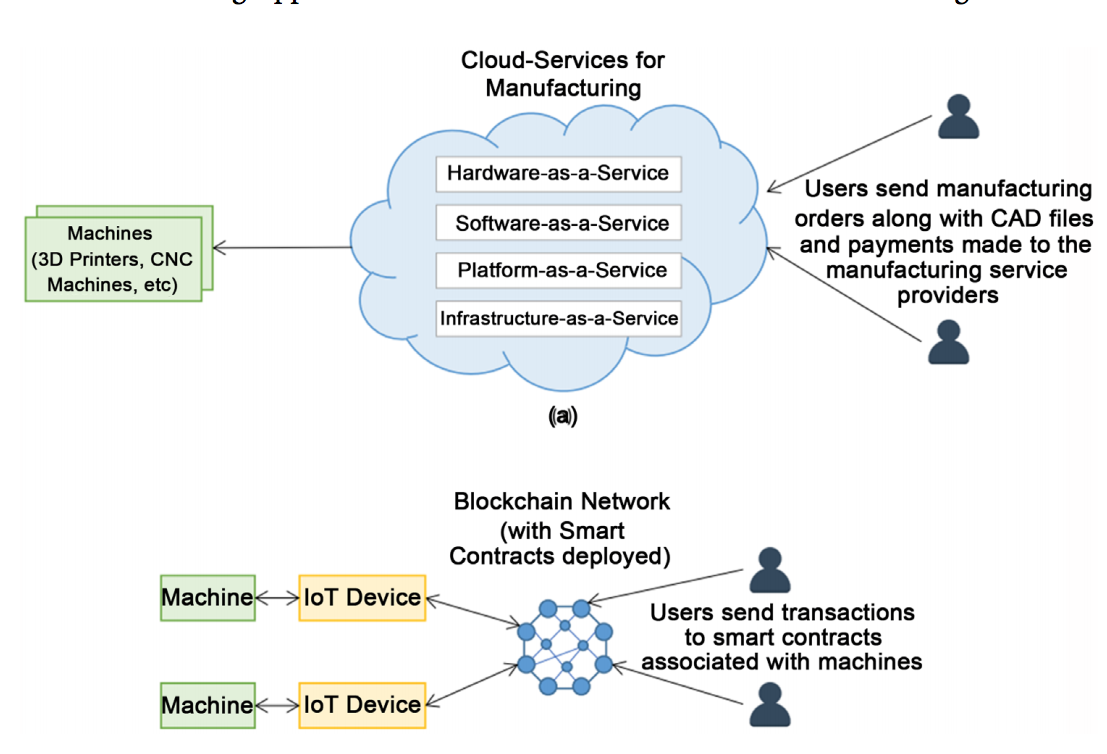 Cloud-Services for
Manufacturing
Hardware-as-a-Service
Software-as-a-Service
Platform-as-a-Service
Infrastructure-as-a-Service
Machines
(3D Printers, CNC
Machines, etc)
Users send manufacturing
orders along with CAD files
and payments made to the
manufacturing service
providers
(a)
Blockchain Network
(with Smart
Contracts deployed)
Machine
IoT Device
Users send transactions
to smart contracts
associated with machines
Machine
IoT Device